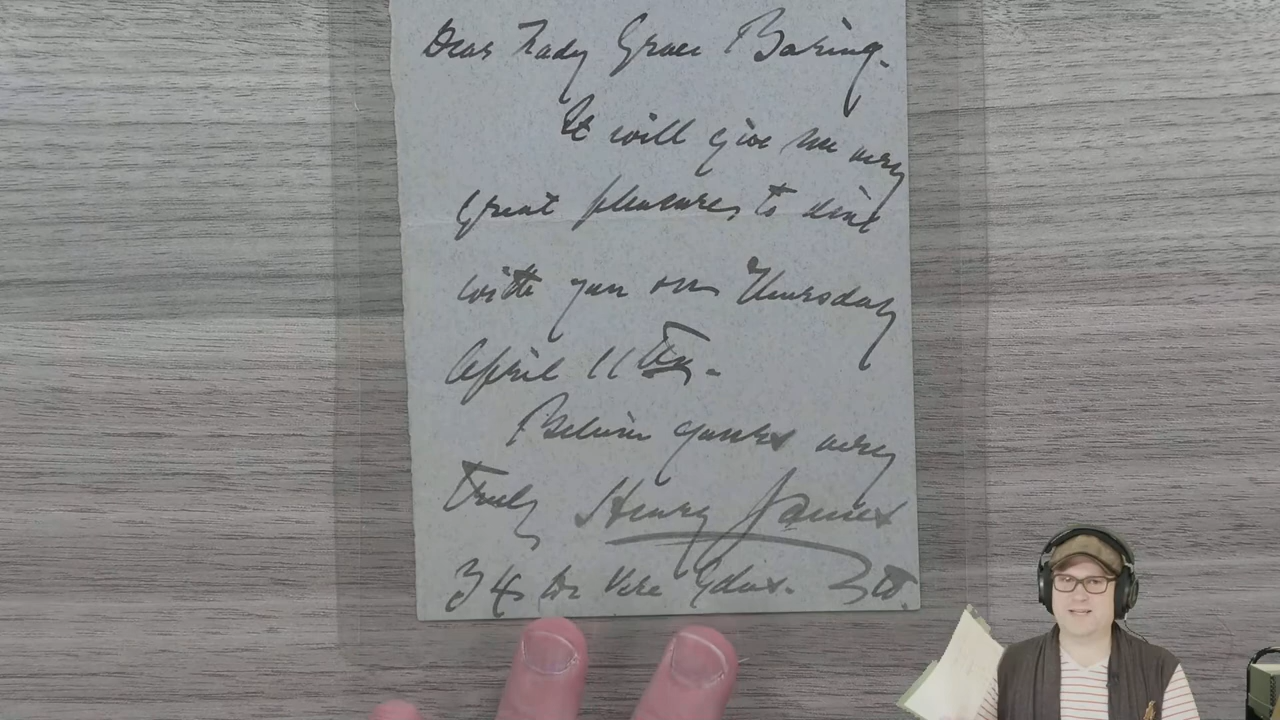 Dear Lady Grace Baring.
It will give me very
great pleasure to dine
with you on Thursday
April 11th.
Believe yours very
truly Henry James
34 De Vere Gdns.